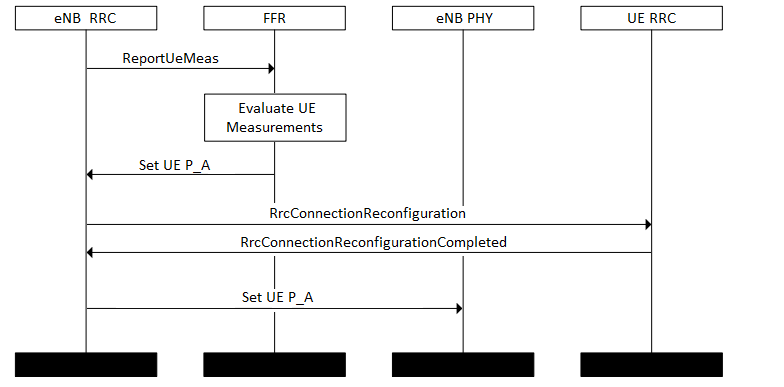 eNB  RRC
FFR
eNB PHY
UE RRC
ReportUeMeas
Evaluate UE
Measurements
Set UE P_A
RrcConnectionReconfiguration
RrcConnectionReconfigurationCompleted
Set UE P_A